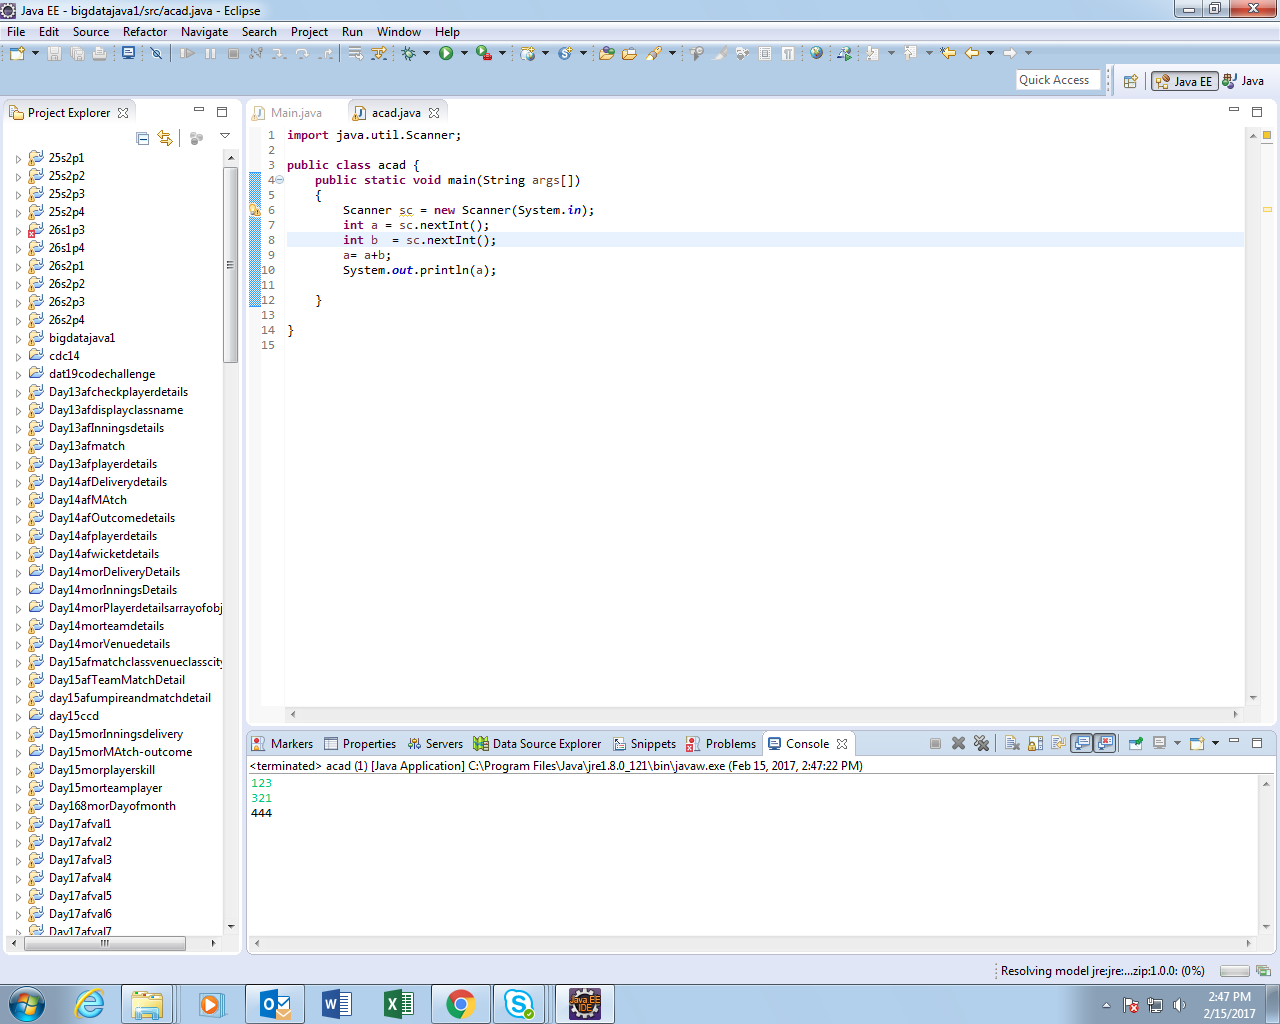 Java EE - bigdatajava1/src/acad.java - Eclipse
File Edit Source Refactor Navigate Search Project Run Window Help
Quick Access
Java EE
Java
Project Explorer
25s2p1
25s2p2
25s2p3
25s2p4
26s1p3
26s1p4
26s2p1
26s2p2
26s2p3
26s2p4
bigdatajava1
cdc14
dat19codechallenge
Day13afcheckplayerdetails
Day13afdisplayclassname
Day13afInningsdetails
Day13afmatch
Day13afplayerdetails
Day14afDeliverydetails
Day14afMAtch
Day14afOutcomedetails
Day14afplayerdetails
Day14afwicketdetails
Day14morDeliveryDetails
Day14morInningsDetails
Day14morPlayerdetailsarrayofobj
Day14morteamdetails
Day14morVenuedetails
Day15afmatchclassvenueclasscity
Day15afTeamMatchDetail
day15afumpireandmatchdetail
day15ccd
Day15morInningsdelivery
Day15morMAtch-outcome
Day15morplayerskill
Day15morteamplayer
Day168morDayofmonth
Day17afval1
Day17afval2
Day17afval3
Day17afval4
Day17afval5
Day17afval6
Day17afval7
Main.java
acad.java
1 import java.util.Scanner;
2
3 public class acad {
4 public static void main(String args[])
5 {
6 Scanner sc = new Scanner(System.in);
7 int a = sc.nextInt();
8 int b  = sc.nextInt();
9 a= a+b;
10 System.out.println(a);
11
12 }
13
14 }
15
Markers Properties Servers Data Source Explorer Snippets Problems Console
<terminated> acad (1) [Java Application] C:\Program Files\Java\jre1.8.0_121\bin\javaw.exe (Feb 15, 2017, 2:47:22 PM)
123
321
444
Resolving model jre:jre:...zip:1.0.0: (0%)
Java EE
IDE
2:47 PM
2/15/2017